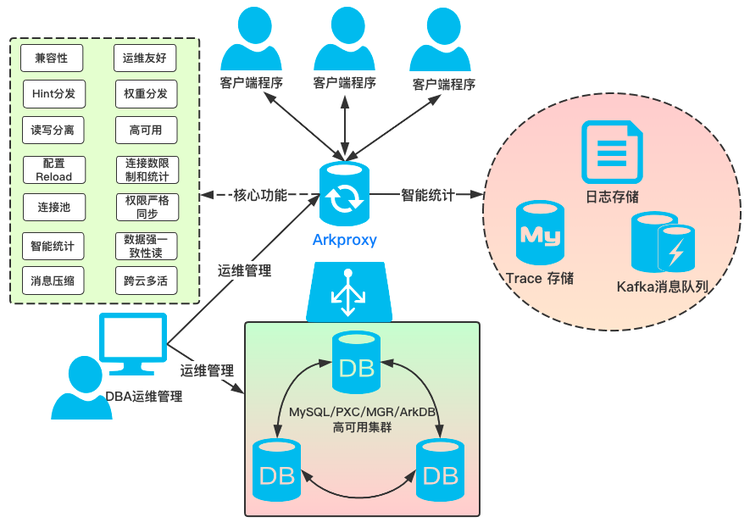 客户端程序
客户端程序
客户端程序
兼容性
运维友好
Hint分发
权重分发
读写分离
高可用
配置
Reload
连接数限
制和统计
连接池
权限严格
同步
智能统计
数据强一
致性读
消息压缩
跨云多活
核心功能
智能统计
Arkproxy
日志存储
My
Trace 存储
Kafka消息队列
运维管理
运维管理
DBA运维管理
DB
MySQL/PXC/MGR/ArkDB
高可用集群
DB
DB